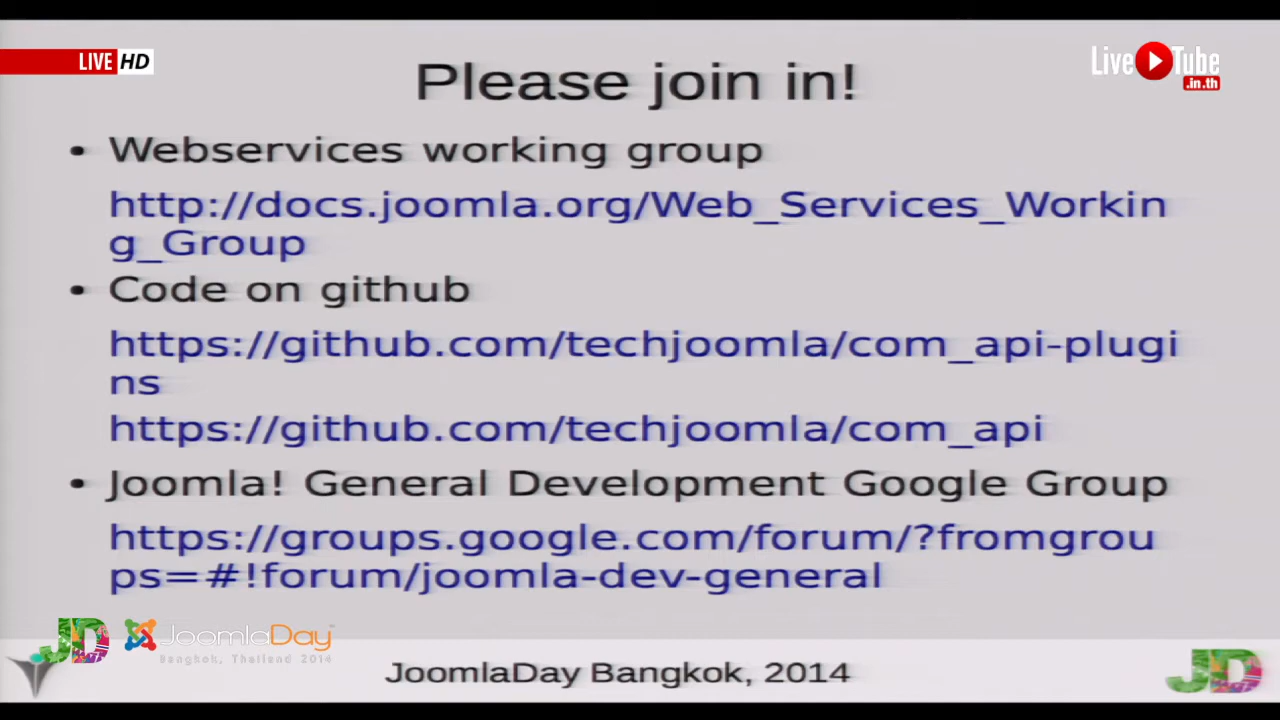 LIVE HD
Live Tube
.in.th
Please join in!
• Webservices working group
http://docs.joomla.org/Web_Services_Workin
g_Group
• Code on github
https://github.com/techjoomla/com_api-plugi
ns
https://github.com/techjoomla/com_api
• Joomla! General Development Google Group
https://groups.google.com/forum/?fromgrou
ps=#!forum/joomla-dev-general
JD
JoomlaDay
Bangkok, Thailand 2014
JoomlaDay Bangkok, 2014
JD